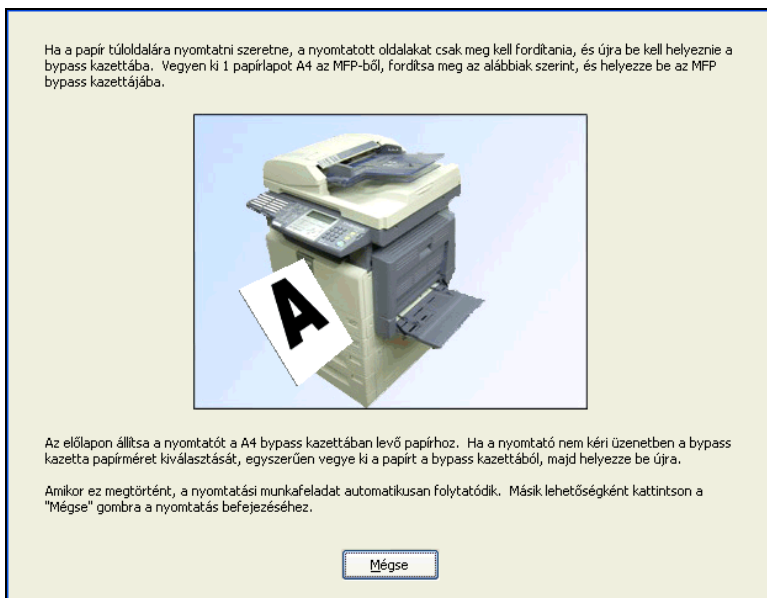 Ha a papír túloldalára nyomtatni szeretne, a nyomtatott oldalakat csak meg kell fordítania, és újra be kell helyeznie a
bypass kazettába. Vegyen ki 1 papírlapot A4 az MFP-ből, fordítsa meg az alábbiak szerint, és helyezze be az MFP
bypass kazettájába.
A
Az előlapon állítsa a nyomtatót a A4 bypass kazettában levő papírhoz. Ha a nyomtató nem kéri üzenetben a bypass
kazetta papírméret kiválasztását, egyszerűen vegye ki a papírt a bypass kazettából, majd helyezze be újra.
Amikor ez megtörtént, a nyomtatási munkafeladat automatikusan folytatódik. Másik lehetőségként kattintson a
"Mégse" gombra a nyomtatás befejezéséhez.
Mégse